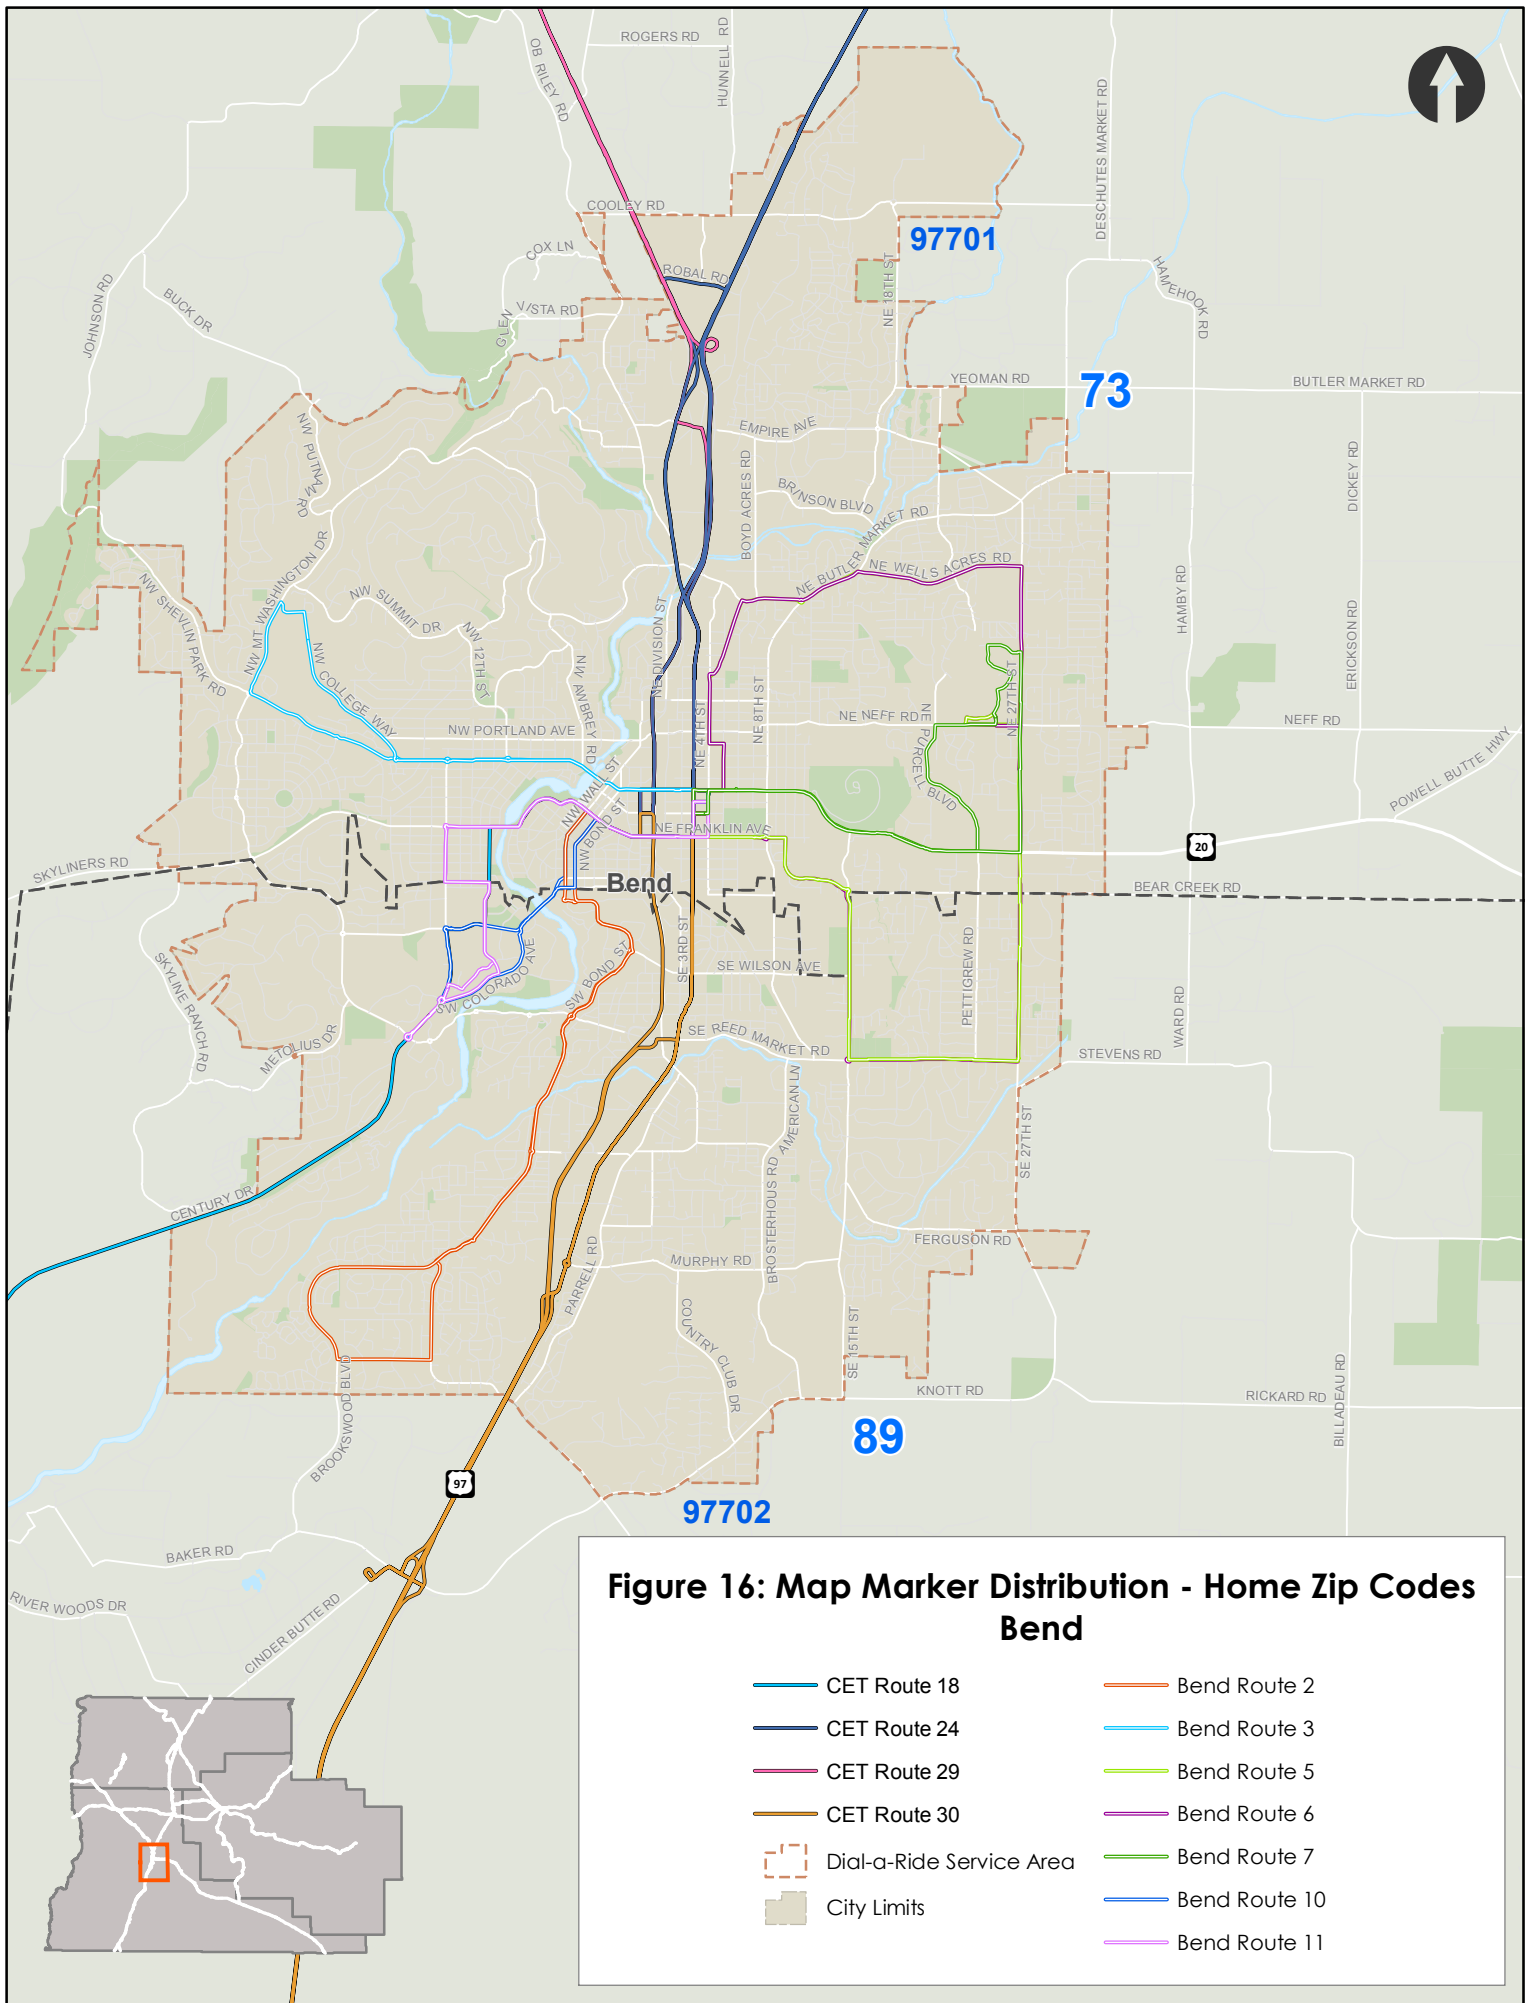 ROGERS RD
HUNNELL RD
OB RILEY RD
DESCHUTES MARKET RD
COOLEY RD
97701
COX LN
ROBAL RD
HAMEHOOK RD
JOHNSON RD
BUCK DR
GLEN VISTA RD
NE 18TH ST
YEOMAN RD
73
BUTLER MARKET RD
NW PUTNAM RD
EMPIRE AVE
BOYD ACRES RD
DICKEY RD
BRINSON BLVD
NE BUTLER MARKET RD
NE WELLS ACRES RD
NW MT WASHINGTON DR
NW SHEVLIN PARK RD
NW SUMMIT DR
NW 12TH ST
NE DIVISION ST
HAMBY RD
ERICKSON RD
NW COLLEGE WAY
NW AWBREY RD
NE 4TH ST
NE 8TH ST
NE 27TH ST
NW PORTLAND AVE
NE NEFF RD
NE PURCELL BLVD
NEFF RD
POWELL BUTTE HWY
NW WALL ST
NW BOND ST
NE FRANKLIN AVE
20
SKYLINERS RD
Bend
BEAR CREEK RD
SKYLINE RANCH RD
SW COLORADO AVE
SW BOND ST
SE 3RD ST
SE WILSON AVE
PETTIGREW RD
WARD RD
METOLIUS DR
SE REED MARKET RD
STEVENS RD
AMERICAN LN
SE 27TH ST
CENTURY DR
BROSTERHOUS RD
FERGUSON RD
PARRELL RD
MURPHY RD
COUNTRY CLUB DR
SE 15TH ST
BROOKSWOOD BLVD
KNOTT RD
RICKARD RD
BILLADEAU RD
89
97
97702
BAKER RD
RIVER WOODS DR
CINDER BUTTE RD
Figure 16: Map Marker Distribution - Home Zip Codes
Bend
CET Route 18
CET Route 24
CET Route 29
CET Route 30
Dial-a-Ride Service Area
City Limits
Bend Route 2
Bend Route 3
Bend Route 5
Bend Route 6
Bend Route 7
Bend Route 10
Bend Route 11